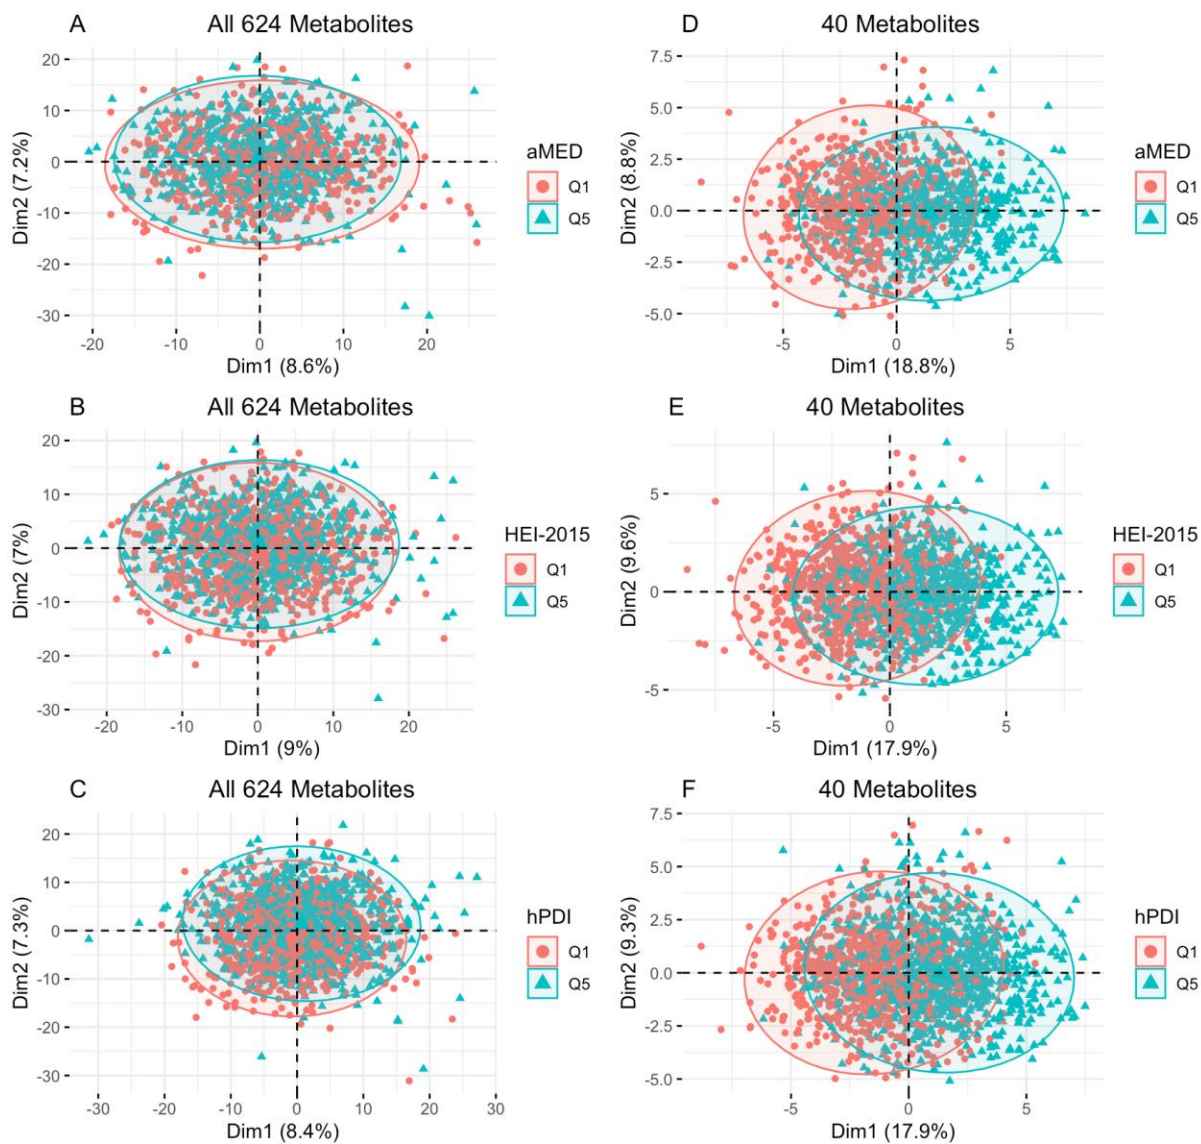 A
All 624 Metabolites
20
10
0
-10
-20
-30
Dim2 (7.2%)
-20
-10
0
10
20
Dim1 (8.6%)
aMED
Q1
Q5
D
40 Metabolites
7.5
5.0
2.5
0.0
-2.5
-5.0
Dim2 (8.8%)
-5
0
5
Dim1 (18.8%)
aMED
Q1
Q5
B
All 624 Metabolites
20
10
0
-10
-20
-30
Dim2 (7%)
-20
-10
0
10
20
Dim1 (9%)
HEI-2015
Q1
Q5
E
40 Metabolites
5
0
-5
Dim2 (9.6%)
-5
0
5
Dim1 (17.9%)
HEI-2015
Q1
Q5
C
All 624 Metabolites
20
10
0
-10
-20
-30
Dim2 (7.3%)
-30
-20
-10
0
10
20
30
Dim1 (8.4%)
hPDI
Q1
Q5
F
40 Metabolites
7.5
5.0
2.5
0.0
-2.5
-5.0
Dim2 (9.3%)
-5
0
5
Dim1 (17.9%)
hPDI
Q1
Q5